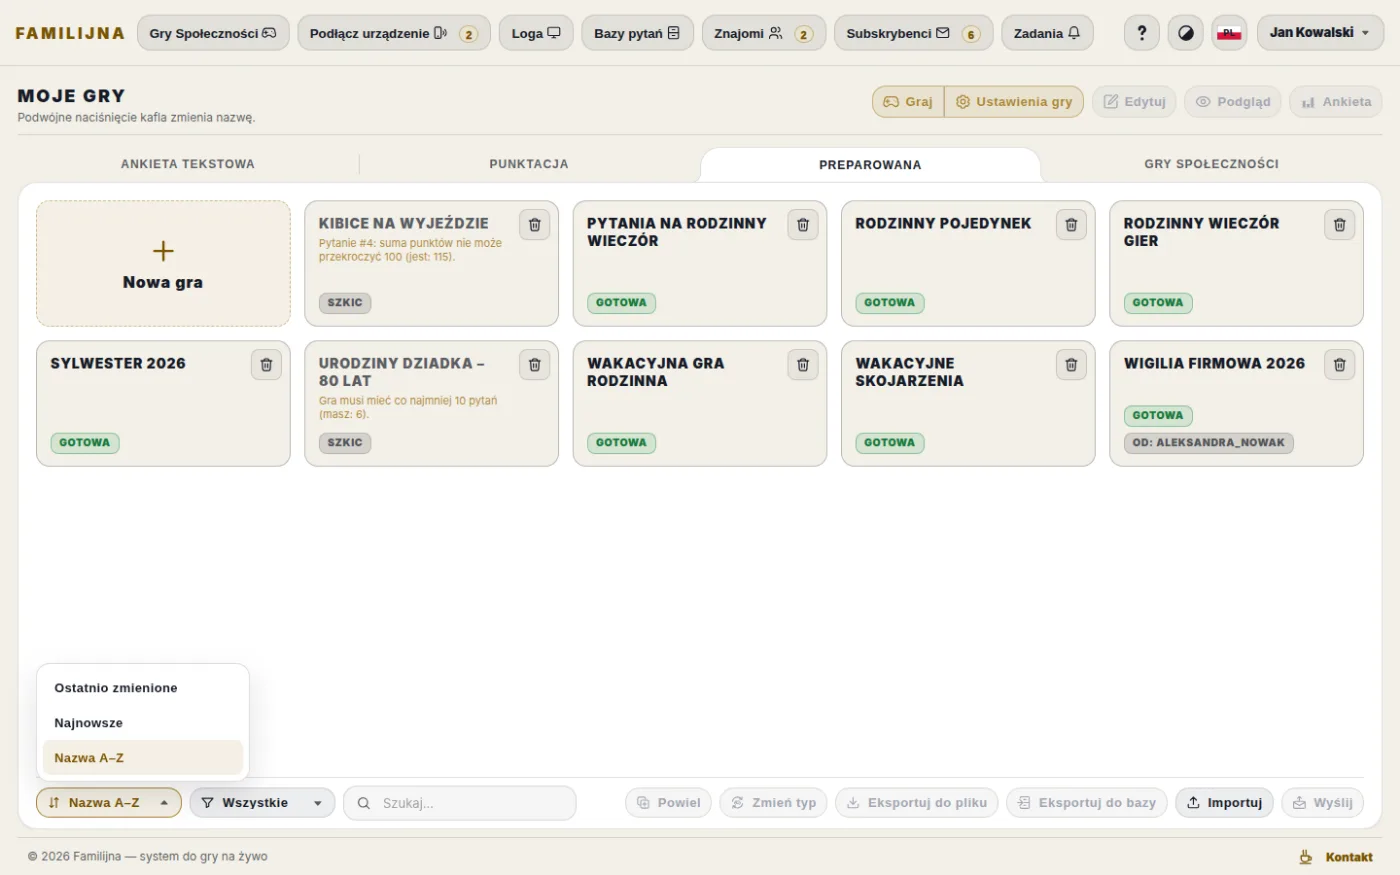 FAMILIJNA
Gry Społeczności
Podłącz urządzenie 2
Loga
Bazy pytań
Znajomi 2
Subskrybenci 6
Zadania
?
PL
Jan Kowalski
MOJE GRY
Podwójne naciśnięcie kafla zmienia nazwę.
Graj
Ustawienia gry
Edytuj
Podgląd
Ankieta
ANKIETA TEKSTOWA
PUNKTACJA
PREPAROWANA
GRY SPOŁECZNOŚCI
Nowa gra
KIBICE NA WYJEŹDZIE
Pytanie #4: suma punktów nie może
przekroczyć 100 (jest: 115).
SZKIC
PYTANIA NA RODZINNY
WIECZÓR
GOTOWA
RODZINNY POJEDYNEK
GOTOWA
RODZINNY WIECZÓR
GIER
GOTOWA
SYLWESTER 2026
GOTOWA
URODZINY DZIADKA –
80 LAT
Gra musi mieć co najmniej 10 pytań
(masz: 6).
SZKIC
WAKACYJNA GRA
RODZINNA
GOTOWA
WAKACYJNE
SKOJARZENIA
GOTOWA
WIGILIA FIRMOWA 2026
GOTOWA
OD: ALEKSANDRA_NOWAK
Ostatnio zmienione
Najnowsze
Nazwa A–Z
Nazwa A–Z
Wszystkie
Szukaj...
Powiel
Zmień typ
Eksportuj do pliku
Eksportuj do bazy
Importuj
Wyślij
© 2026 Familijna — system do gry na żywo
Kontakt